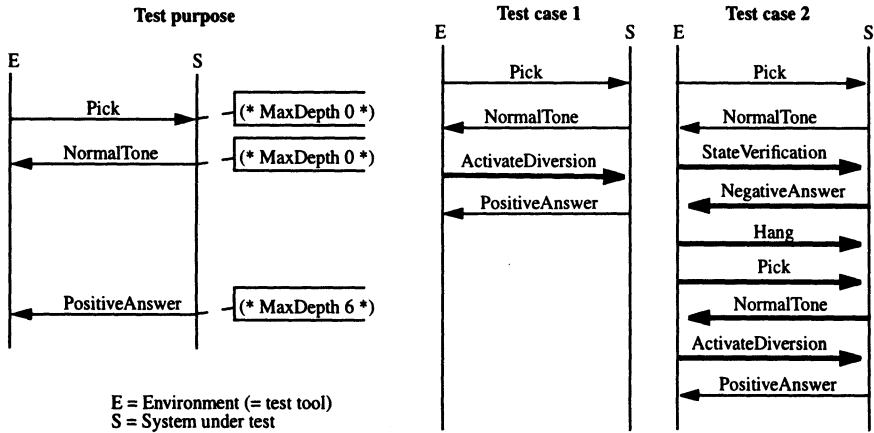 Test purpose
E
S
Pick
(* MaxDepth 0 *)
NormalTone
(* MaxDepth 0 *)
PositiveAnswer
(* MaxDepth 6 *)
E = Environment (= test tool)
S = System under test
Test case 1
E
S
Pick
NormalTone
ActivateDiversion
PositiveAnswer
Test case 2
E
S
Pick
NormalTone
StateVerification
NegativeAnswer
Hang
Pick
NormalTone
ActivateDiversion
PositiveAnswer